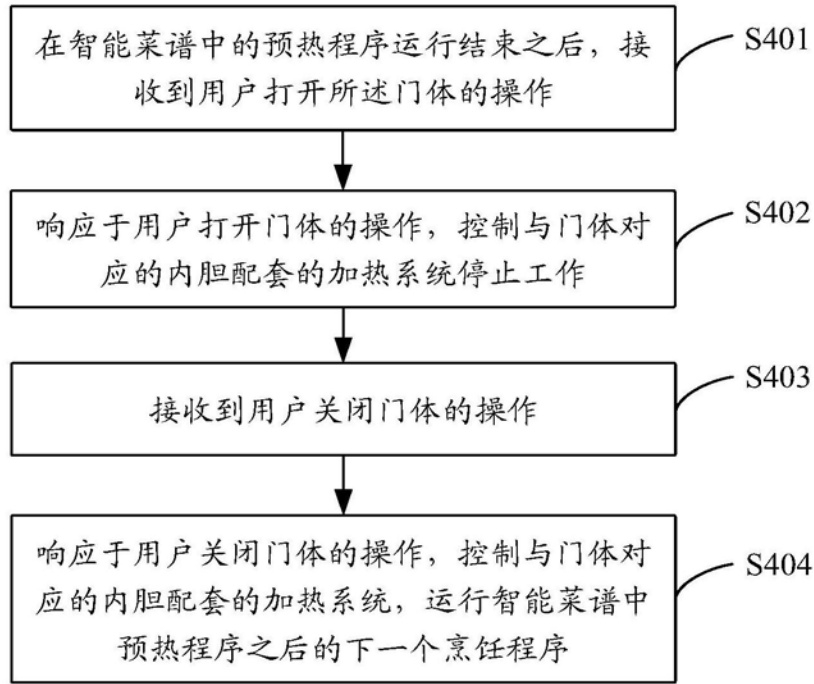 在智能菜谱中的预热程序运行结束之后，接
收到用户打开所述门体的操作
S401
响应于用户打开门体的操作，控制与门体对
应的内胆配套的加热系统停止工作
S402
接收到用户关闭门体的操作
S403
响应于用户关闭门体的操作，控制与门体对
应的内胆配套的加热系统，运行智能菜谱中
预热程序之后的下一个烹饪程序
S404